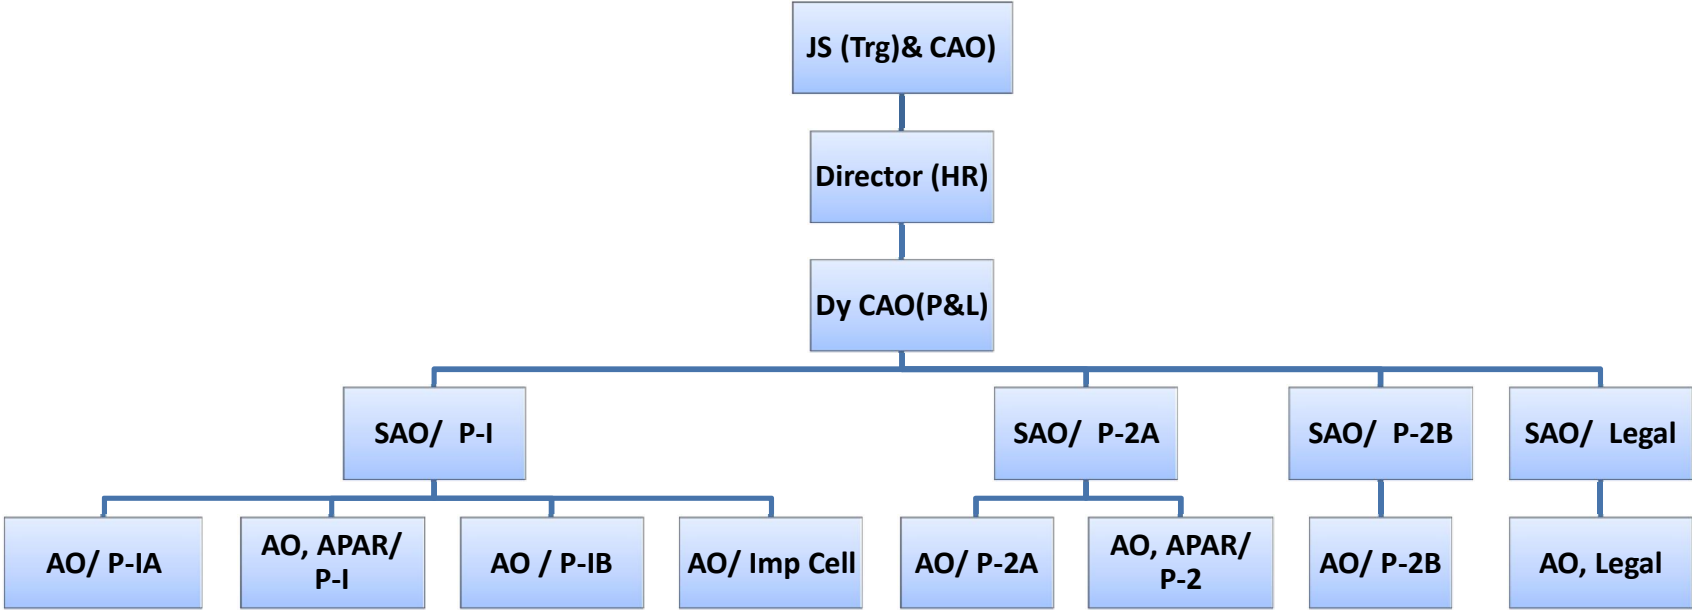 JS (Trg)& CAO)
Director (HR)
Dy CAO(P&L)
SAO/ P-I
SAO/ P-2A
SAO/ P-2B
SAO/ Legal
AO/ P-IA
AO, APAR/
P-I
AO / P-IB
AO/ Imp Cell
AO/ P-2A
AO, APAR/
P-2
AO/ P-2B
AO, Legal